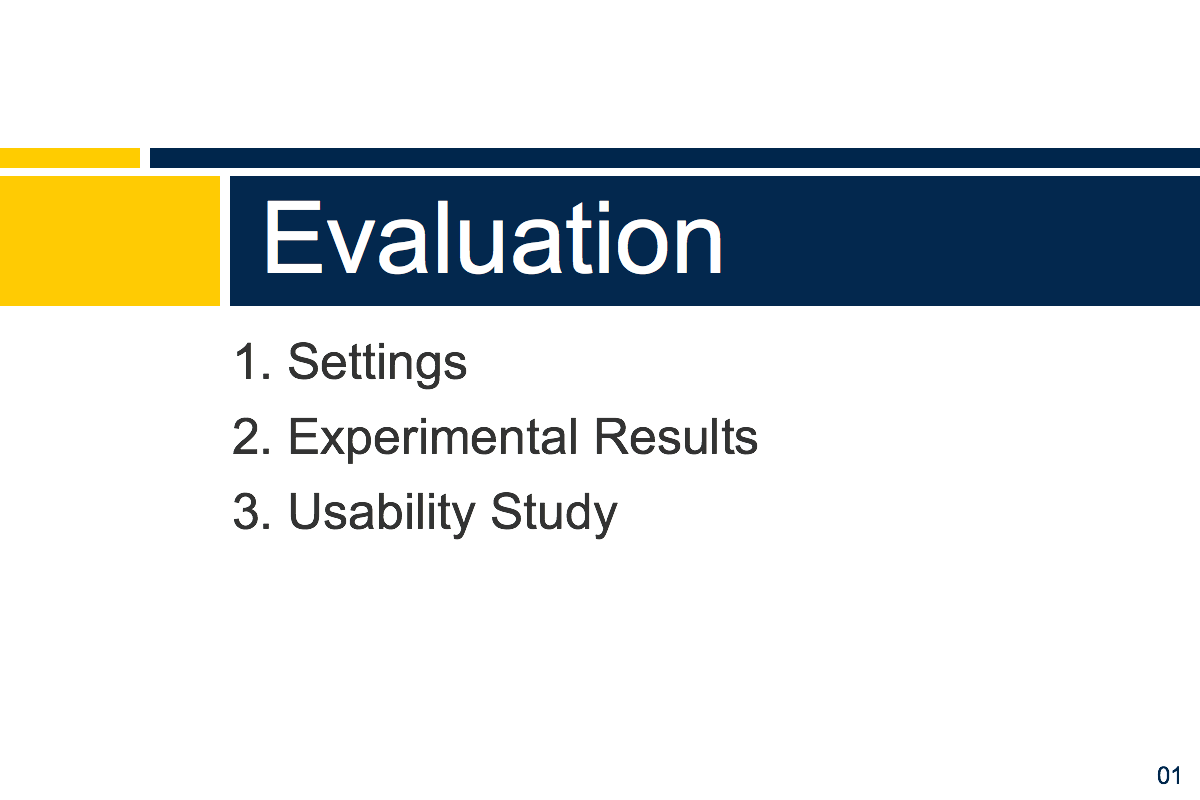 Evaluation
1. Settings
2. Experimental Results
3. Usability Study
01